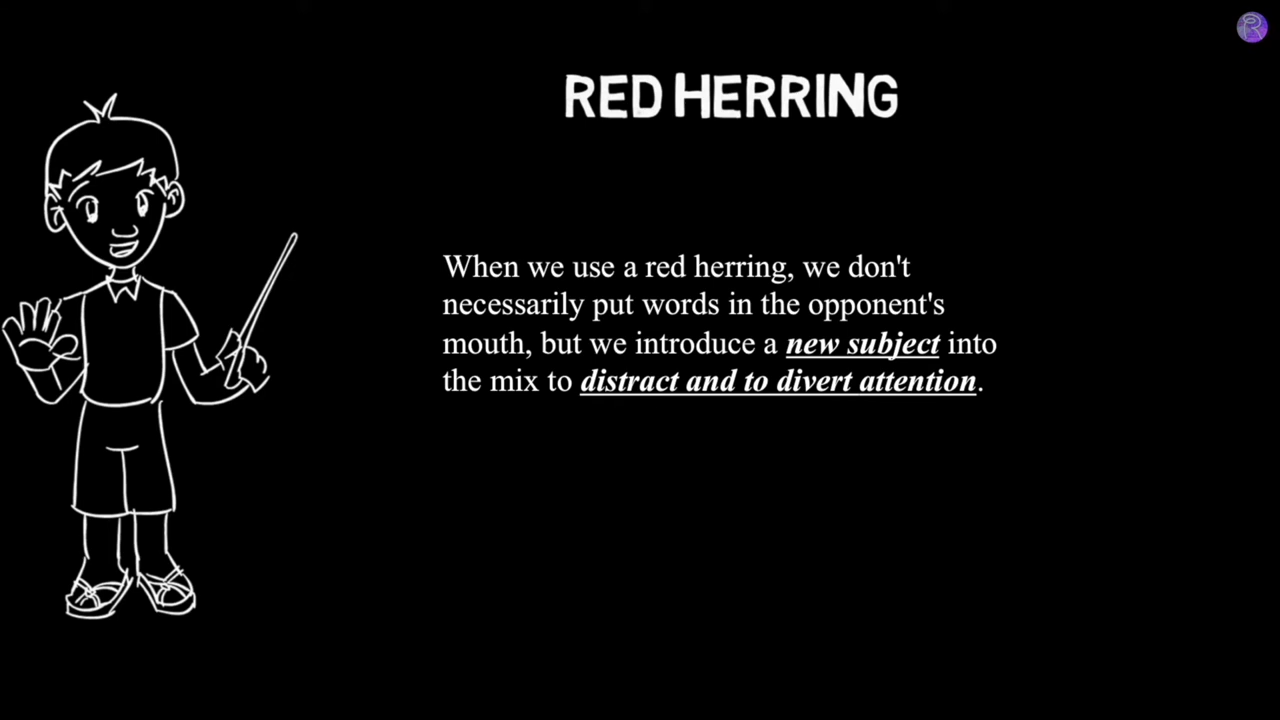 RED HERRING
When we use a red herring, we don't
necessarily put words in the opponent's
mouth, but we introduce a new subject into
the mix to distract and to divert attention.